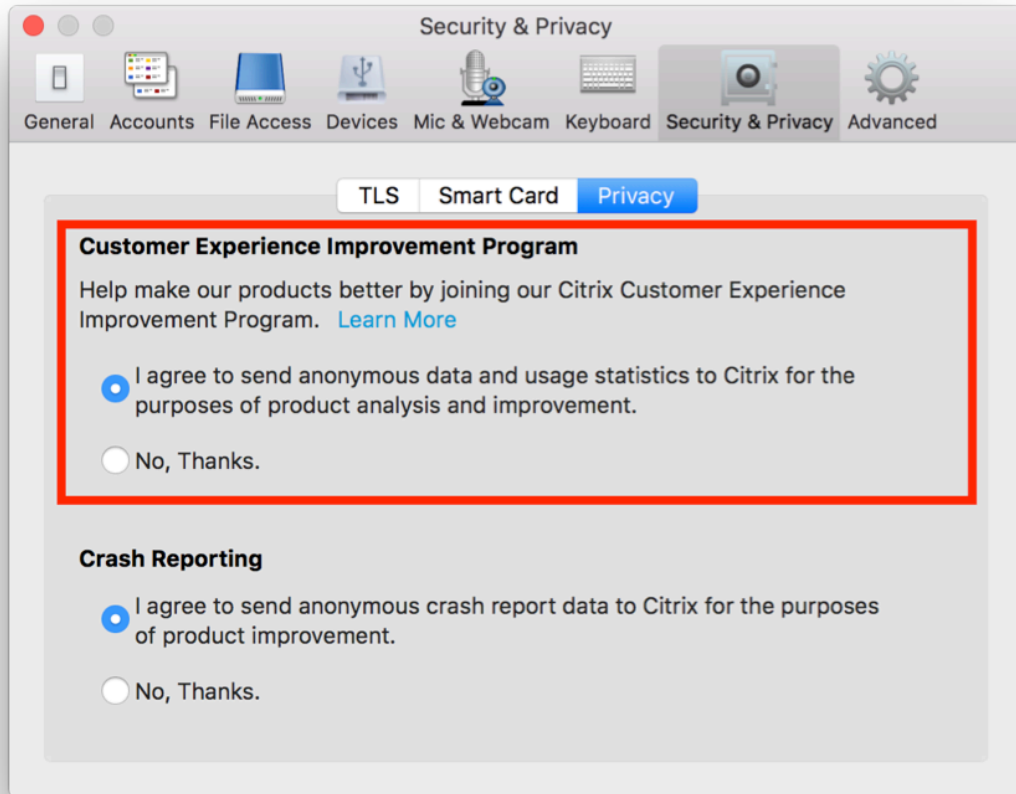 Security & Privacy
General Accounts File Access Devices Mic & Webcam Keyboard Security & Privacy Advanced
TLS Smart Card Privacy
Customer Experience Improvement Program
Help make our products better by joining our Citrix Customer Experience
Improvement Program. Learn More
I agree to send anonymous data and usage statistics to Citrix for the
purposes of product analysis and improvement.
No, Thanks.
Crash Reporting
I agree to send anonymous crash report data to Citrix for the purposes
of product improvement.
No, Thanks.